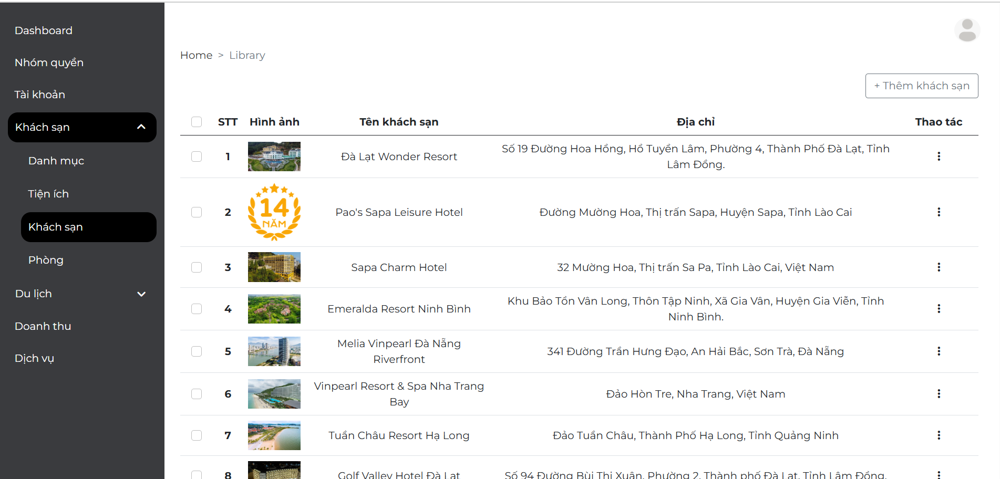 Dashboard
Nhóm quyền
Tài khoản
Khách sạn
Danh mục
Tiện ích
Khách sạn
Phòng
Du lịch
Doanh thu
Dịch vụ
Home > Library
+ Thêm khách sạn
STT Hình ảnh Tên khách sạn Địa chỉ Thao tác
1 Đà Lạt Wonder Resort Số 19 Đường Hoa Hồng, Hồ Tuyền Lâm, Phường 4, Thành Phố Đà Lạt, Tỉnh
Lâm Đồng.
14
NĂM
2 Pao's Sapa Leisure Hotel Đường Mường Hoa, Thị trấn Sapa, Huyện Sapa, Tỉnh Lào Cai
3 Sapa Charm Hotel 32 Mường Hoa, Thị trấn Sa Pa, Tỉnh Lào Cai, Việt Nam
4 Emeralda Resort Ninh Bình Khu Bảo Tồn Vân Long, Thôn Tập Ninh, Xã Gia Vân, Huyện Gia Viễn, Tỉnh
Ninh Bình.
5 Melia Vinpearl Đà Nẵng
Riverfront 341 Đường Trần Hưng Đạo, An Hải Bắc, Sơn Trà, Đà Nẵng
6 Vinpearl Resort & Spa Nha Trang
Bay Đảo Hòn Tre, Nha Trang, Việt Nam
7 Tuần Châu Resort Hạ Long Đảo Tuần Châu, Thành Phố Hạ Long, Tỉnh Quảng Ninh
8 Golf Valley Hotel Đà Lạt Số 94 Đường Bùi Thị Xuân, Phường 2, Thành phố Đà Lạt, Tỉnh Lâm Đồng.